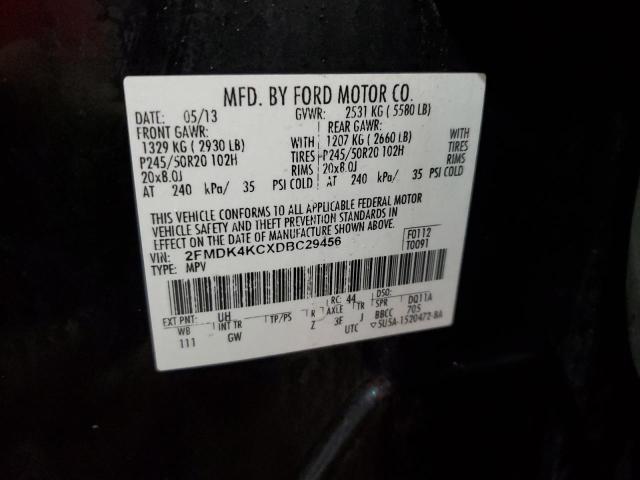 MFD. BY FORD MOTOR CO.
DATE: 05/13 GVWR: 2531 KG ( 5580 LB)
FRONT GAWR: REAR GAWR:
1329 KG ( 2930 LB) WITH 1207 KG ( 2660 LB) WITH
P245/50R20 102H TIRES P245/50R20 102H TIRES
20x8.0J RIMS 20x8.0J RIMS
AT 240 kPa/ 35 PSI COLD AT 240 kPa/ 35 PSI COLD
THIS VEHICLE CONFORMS TO ALL APPLICABLE FEDERAL MOTOR
VEHICLE SAFETY AND THEFT PREVENTION STANDARDS IN
EFFECT ON THE DATE OF MANUFACTURE SHOWN ABOVE.
VIN: 2FMDK4KCXDBC29456 F0112
TYPE: MPV T0091
EXT PNT: UH RC: 44 DSO:
WB INT TR TP/PS R AXLE TR SPR DQ11A
111 GW Z 3F J BBCC 705
UTC 5U5A-1520472-BA